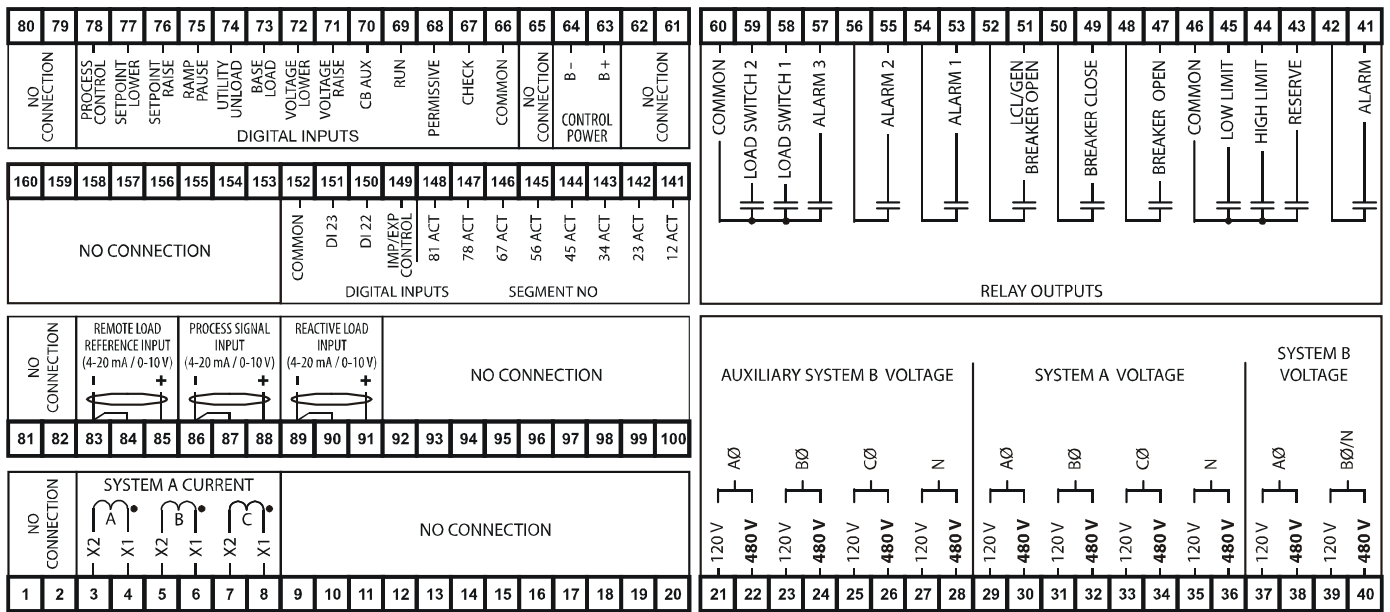 80 79 78 77 76 75 74 73 72 71 70 69 68 67 66 65 64 63 62 61
NO
CONNECTION
PROCESS
CONTROL
SETPOINT
LOWER
SETPOINT
RAISE
RAMP
PAUSE
UTILITY
UNLOAD
BASE
LOAD
VOLTAGE
LOWER
VOLTAGE
RAISE
CB AUX
RUN
PERMISSIVE
CHECK
COMMON
DIGITAL INPUTS
NO
CONNECTION
B -
B +
CONTROL
POWER
NO
CONNECTION
60 59 58 57 56 55 54 53 52 51 50 49 48 47 46 45 44 43 42 41
COMMON
LOAD SWITCH 2
LOAD SWITCH 1
ALARM 3
ALARM 2
ALARM 1
LCL/GEN
BREAKER OPEN
BREAKER CLOSE
BREAKER OPEN
COMMON
LOW LIMIT
HIGH LIMIT
RESERVE
ALARM
RELAY OUTPUTS
160 159 158 157 156 155 154 153 152 151 150 149 148 147 146 145 144 143 142 141
NO CONNECTION
COMMON
DI 23
DI 22
IMP/EXP
CONTROL
81 ACT
78 ACT
67 ACT
56 ACT
45 ACT
34 ACT
23 ACT
12 ACT
DIGITAL INPUTS
SEGMENT NO
NO
CONNECTION
REMOTE LOAD
REFERENCE INPUT
(4-20 mA / 0-10 V)
- +
PROCESS SIGNAL
INPUT
(4-20 mA / 0-10 V)
- +
REACTIVE LOAD
INPUT
(4-20 mA / 0-10 V)
- +
NO CONNECTION
81 82 83 84 85 86 87 88 89 90 91 92 93 94 95 96 97 98 99 100
NO
CONNECTION
SYSTEM A CURRENT
A B C
X2 X1 X2 X1 X2 X1
NO CONNECTION
1 2 3 4 5 6 7 8 9 10 11 12 13 14 15 16 17 18 19 20
AUXILIARY SYSTEM B VOLTAGE
AØ BØ CØ N
120 V 480 V 120 V 480 V 120 V 480 V 120 V 480 V
SYSTEM A VOLTAGE
AØ BØ CØ N
120 V 480 V 120 V 480 V 120 V 480 V 120 V 480 V
SYSTEM B
VOLTAGE
AØ BØ/N
120 V 480 V 120 V 480 V
21 22 23 24 25 26 27 28 29 30 31 32 33 34 35 36 37 38 39 40